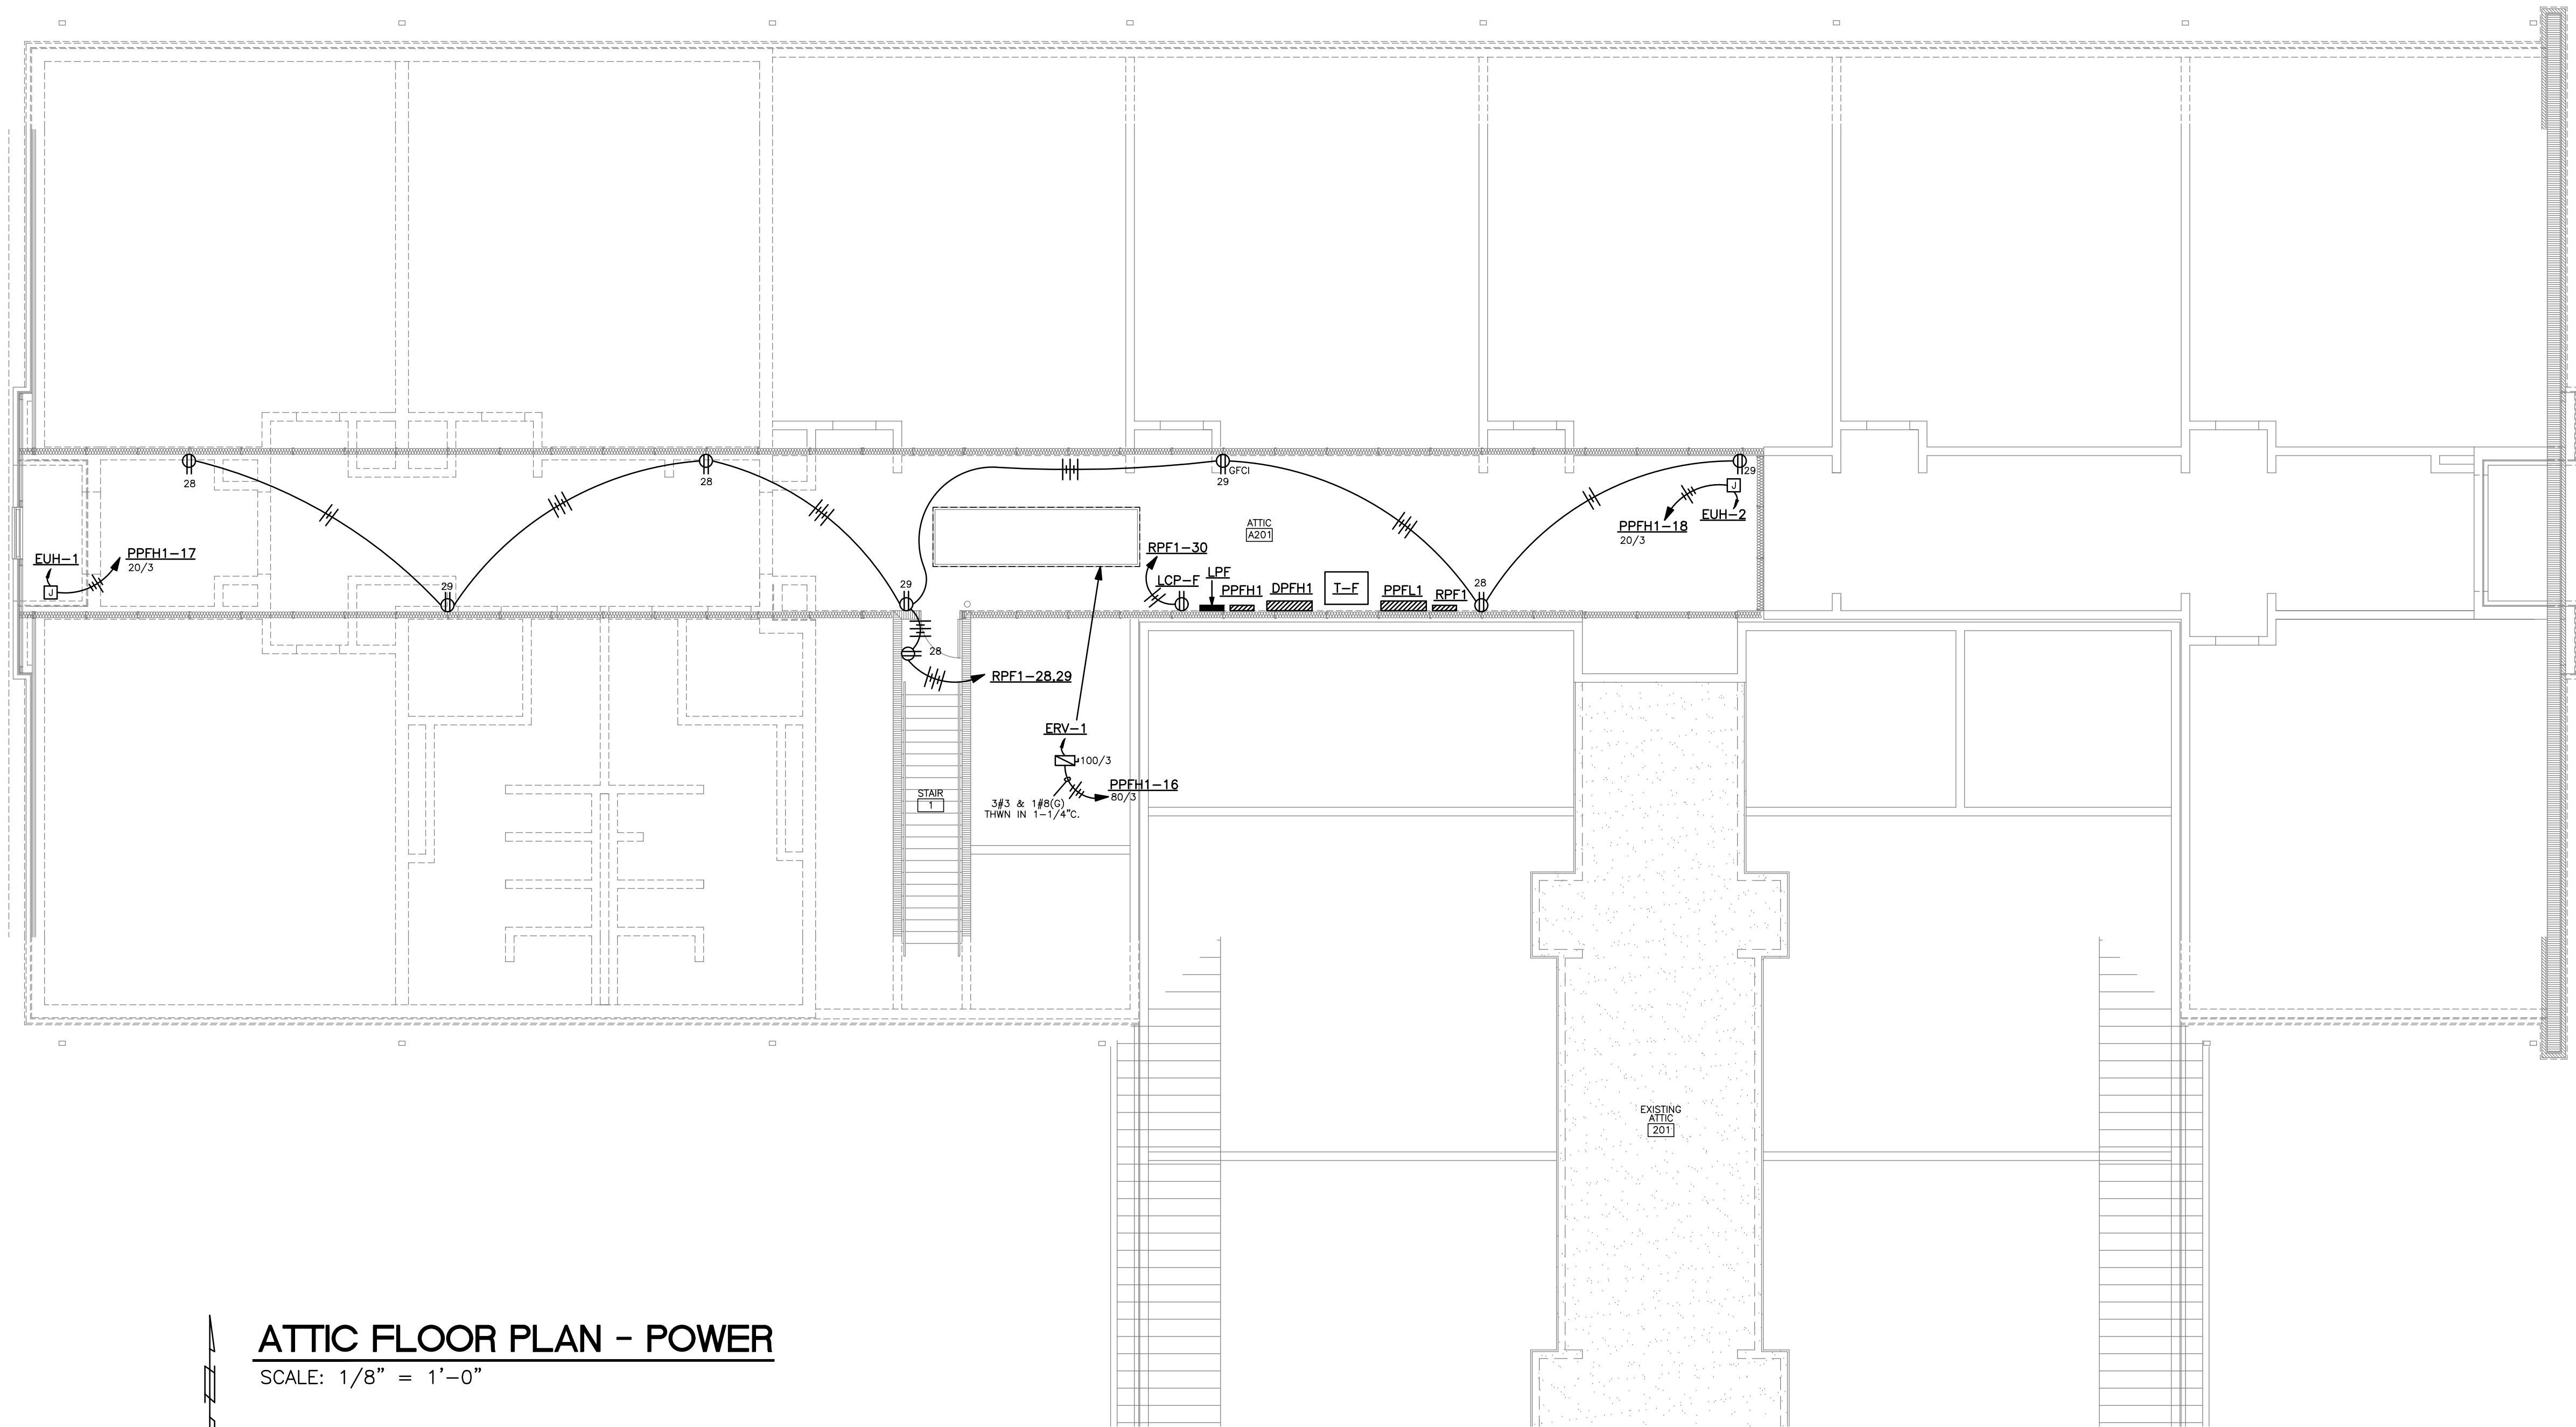 28
28
GFCI
29
29
ATTIC
A201
J
EUH-2
PPFH1-18
20/3
EUH-1
J
PPFH1-17
20/3
29
29
RPF1-30
LCP-F
LPF
PPFH1
DPFH1
T-F
PPFL1
RPF1
28
28
RPF1-28,29
ERV-1
100/3
PPFH1-16
80/3
3#3 & 1#8(G)
THWN IN 1-1/4"C.
STAIR
1
EXISTING
ATTIC
201
ATTIC FLOOR PLAN - POWER
SCALE: 1/8" = 1'-0"